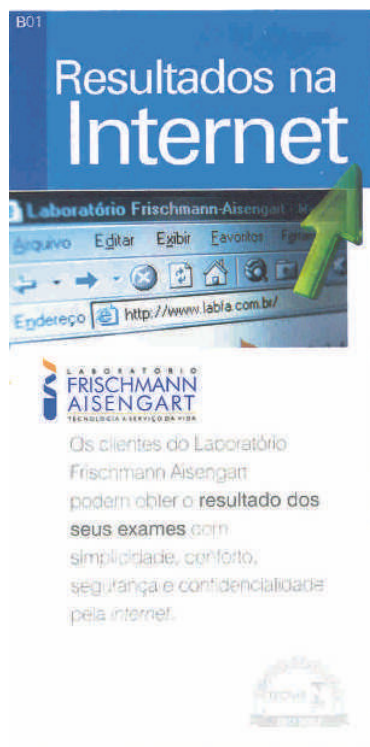 B01
Resultados na
Internet
Laboratório Frischmann-Aisengart
Arquivo Editar Exibir Favoritos
Endereço http://www.labfa.com.br/
LABORATÓRIO
FRISCHMANN
AISENGART
TECNOLOGIA A SERVIÇO DA VIDA
Os clientes do Laboratório
Frischmann Aisengart
podem obter o resultado dos
seus exames com
simplicidade, conforto,
segurança e confidencialidade
pela internet.